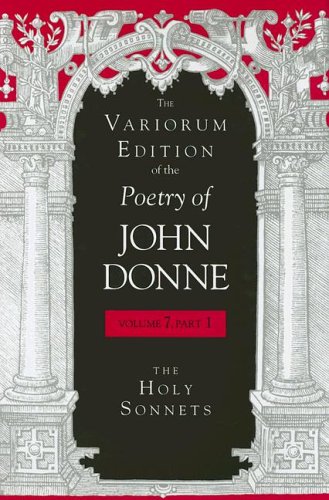 THE
VARIORUM
EDITION
of the
Poetry of
JOHN
DONNE
VOLUME 7, PART 1
THE
HOLY
SONNETS